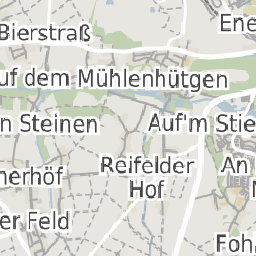 Ene
Bierstraß
uf dem Mühlenhütgen
n Steinen
Auf'm Stie
Reifelder
Hof
An
nerhöf
M
er Feld
Foh